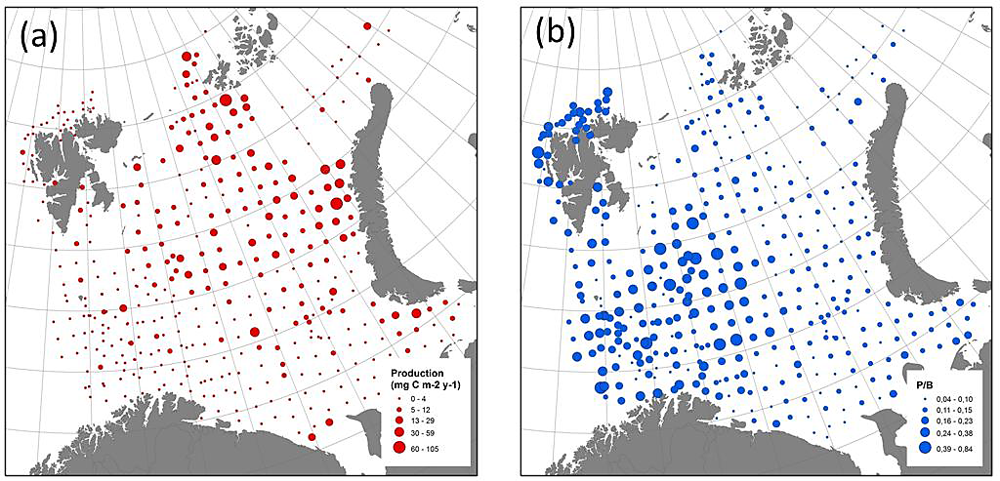 (a)
Production
(mg C m-2 y-1)
0 - 4
5 - 12
13 - 29
30 - 59
60 - 105
(b)
P/B
0,04 - 0,10
0,11 - 0,15
0,16 - 0,23
0,24 - 0,38
0,39 - 0,84